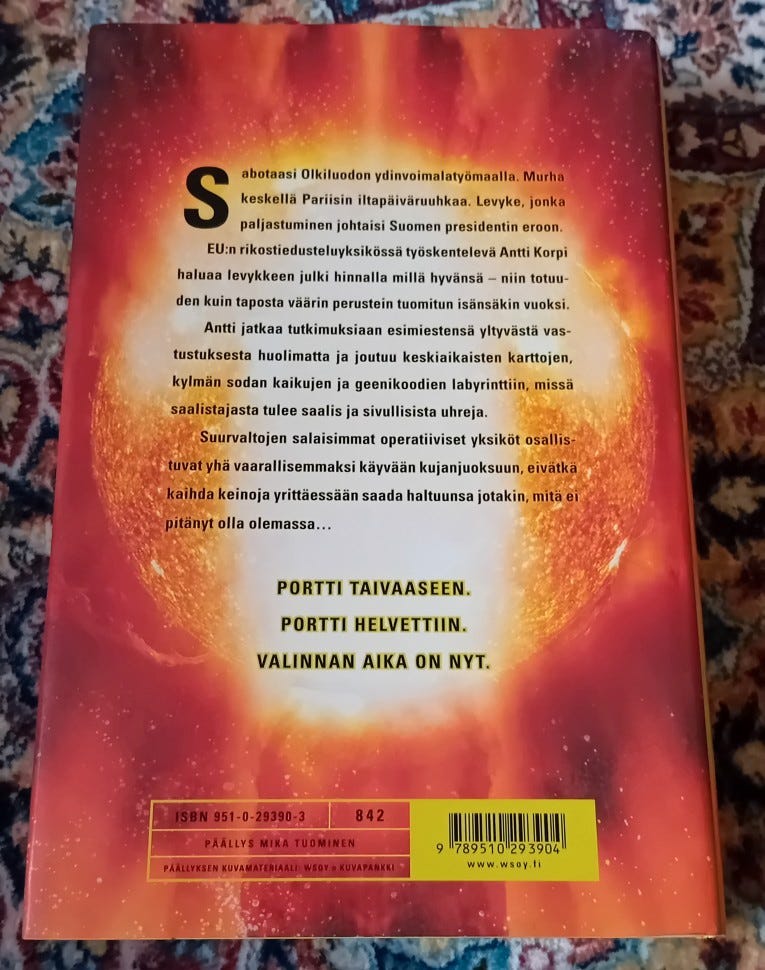 Sabotaasi Olkiluodon ydinvoimalatyömaalla. Murha
keskellä Pariisin iltapäiväruuhkaa. Levyke, jonka
paljastuminen johtaisi Suomen presidentin eroon.
EU:n rikostiedusteluyksikössä työskentelevä Antti Korpi
haluaa levykkeen julki hinnalla millä hyvänsä – niin totuu-
den kuin taposta väärin perustein tuomitun isänsäkin vuoksi.
Antti jatkaa tutkimuksiaan esimiestensä yltyvästä vas-
tustuksesta huolimatta ja joutuu keskiaikaisten karttojen,
kylmän sodan kaikujen ja geenikoodien labyrinttiin, missä
saalistajasta tulee saalis ja sivullisista uhreja.
Suurvaltojen salaisimmat operatiiviset yksiköt osallis-
tuvat yhä vaarallisemmaksi käyvään kujanjuoksuun, eivätkä
kaihda keinoja yrittäessään saada haltuunsa jotakin, mitä ei
pitänyt olla olemassa...
PORTTI TAIVAASEEN.
PORTTI HELVETTIIN.
VALINNAN AIKA ON NYT.
ISBN 951-0-29390-3 842
PÄÄLLYS MIKA TUOMINEN
PÄÄLLYKSEN KUVAMATERIAALI: WSOY:n KUVAPANKKI
9 789510 293904
www.wsoy.fi